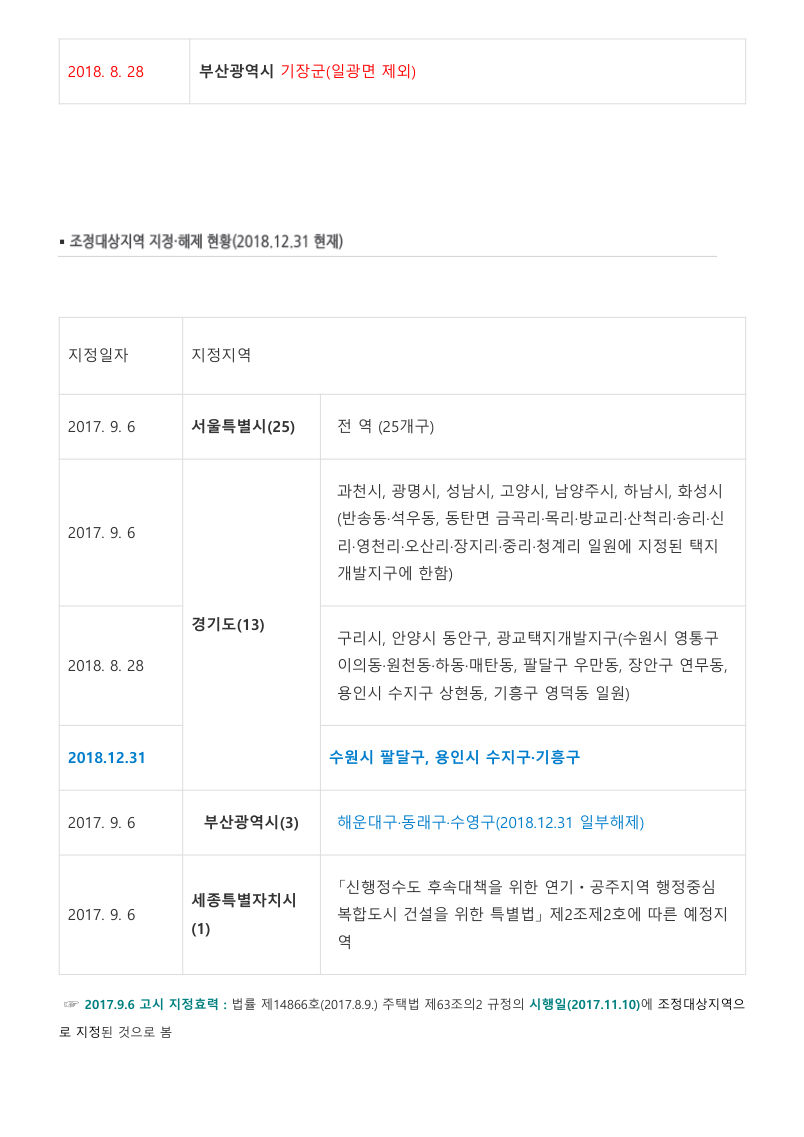 2018. 8. 28
부산광역시 기장군(일광면 제외)
▪ 조정대상지역 지정·해제 현황(2018.12.31 현재)
지정일자
지정지역
2017. 9. 6
서울특별시(25)
전 역 (25개구)
2017. 9. 6
경기도(13)
과천시, 광명시, 성남시, 고양시, 남양주시, 하남시, 화성시
(반송동·석우동, 동탄면 금곡리·목리·방교리·산척리·송리·신
리·영천리·오산리·장지리·중리·청계리 일원에 지정된 택지
개발지구에 한함)
2018. 8. 28
구리시, 안양시 동안구, 광교택지개발지구(수원시 영통구
이의동·원천동·하동·매탄동, 팔달구 우만동, 장안구 연무동,
용인시 수지구 상현동, 기흥구 영덕동 일원)
2018.12.31
수원시 팔달구, 용인시 수지구·기흥구
2017. 9. 6
부산광역시(3)
해운대구·동래구·수영구(2018.12.31 일부해제)
2017. 9. 6
세종특별자치시
(1)
「신행정수도 후속대책을 위한 연기・공주지역 행정중심
복합도시 건설을 위한 특별법」 제2조제2호에 따른 예정지
역
☞ 2017.9.6 고시 지정효력 : 법률 제14866호(2017.8.9.) 주택법 제63조의2 규정의 시행일(2017.11.10)에 조정대상지역으
로 지정된 것으로 봄